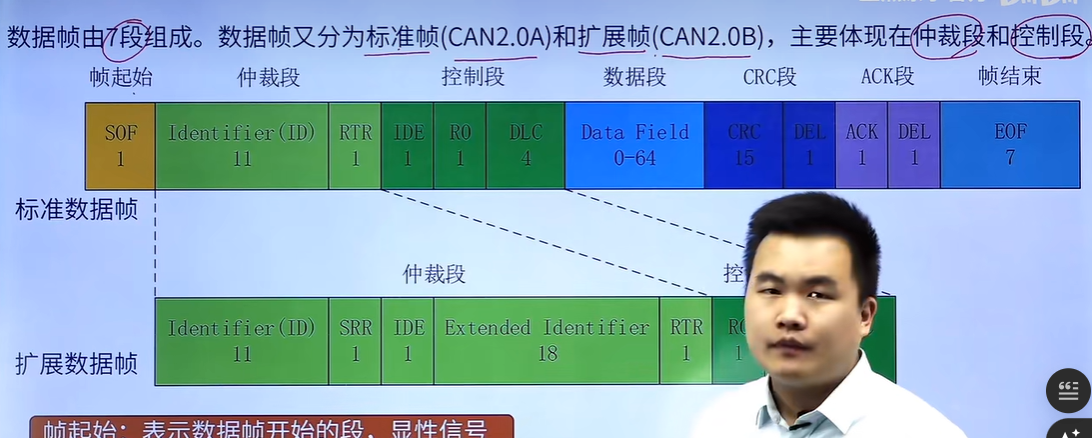 数据帧由7段组成。数据帧又分为标准帧(CAN2.0A)和扩展帧(CAN2.0B)，主要体现在仲裁段和控制段。
帧起始 仲裁段 控制段 数据段 CRC段 ACK段 帧结束
SOF Identifier(ID) RTR IDE RO DLC Data Field CRC DEL ACK DEL EOF
1 11 1 1 1 4 0-64 15 1 1 1 7
标准数据帧
仲裁段 控
Identifier(ID) SRR IDE Extended Identifier RTR
11 1 1 18 1 1
扩展数据帧
帧起始：表示数据帧开始的段，显性信号